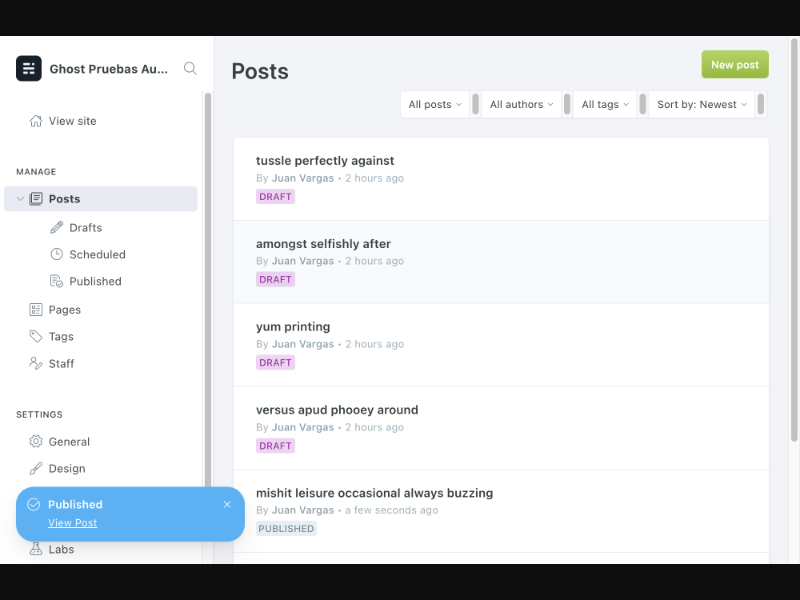 Ghost Pruebas Au...
View site
MANAGE
Posts
Drafts
Scheduled
Published
Pages
Tags
Staff
SETTINGS
General
Design
Published
View Post
Labs
Posts
New post
All posts
All authors
All tags
Sort by: Newest
tussle perfectly against
By Juan Vargas • 2 hours ago
DRAFT
amongst selfishly after
By Juan Vargas • 2 hours ago
DRAFT
yum printing
By Juan Vargas • 2 hours ago
DRAFT
versus apud phooey around
By Juan Vargas • 2 hours ago
DRAFT
mishit leisure occasional always buzzing
By Juan Vargas • a few seconds ago
PUBLISHED